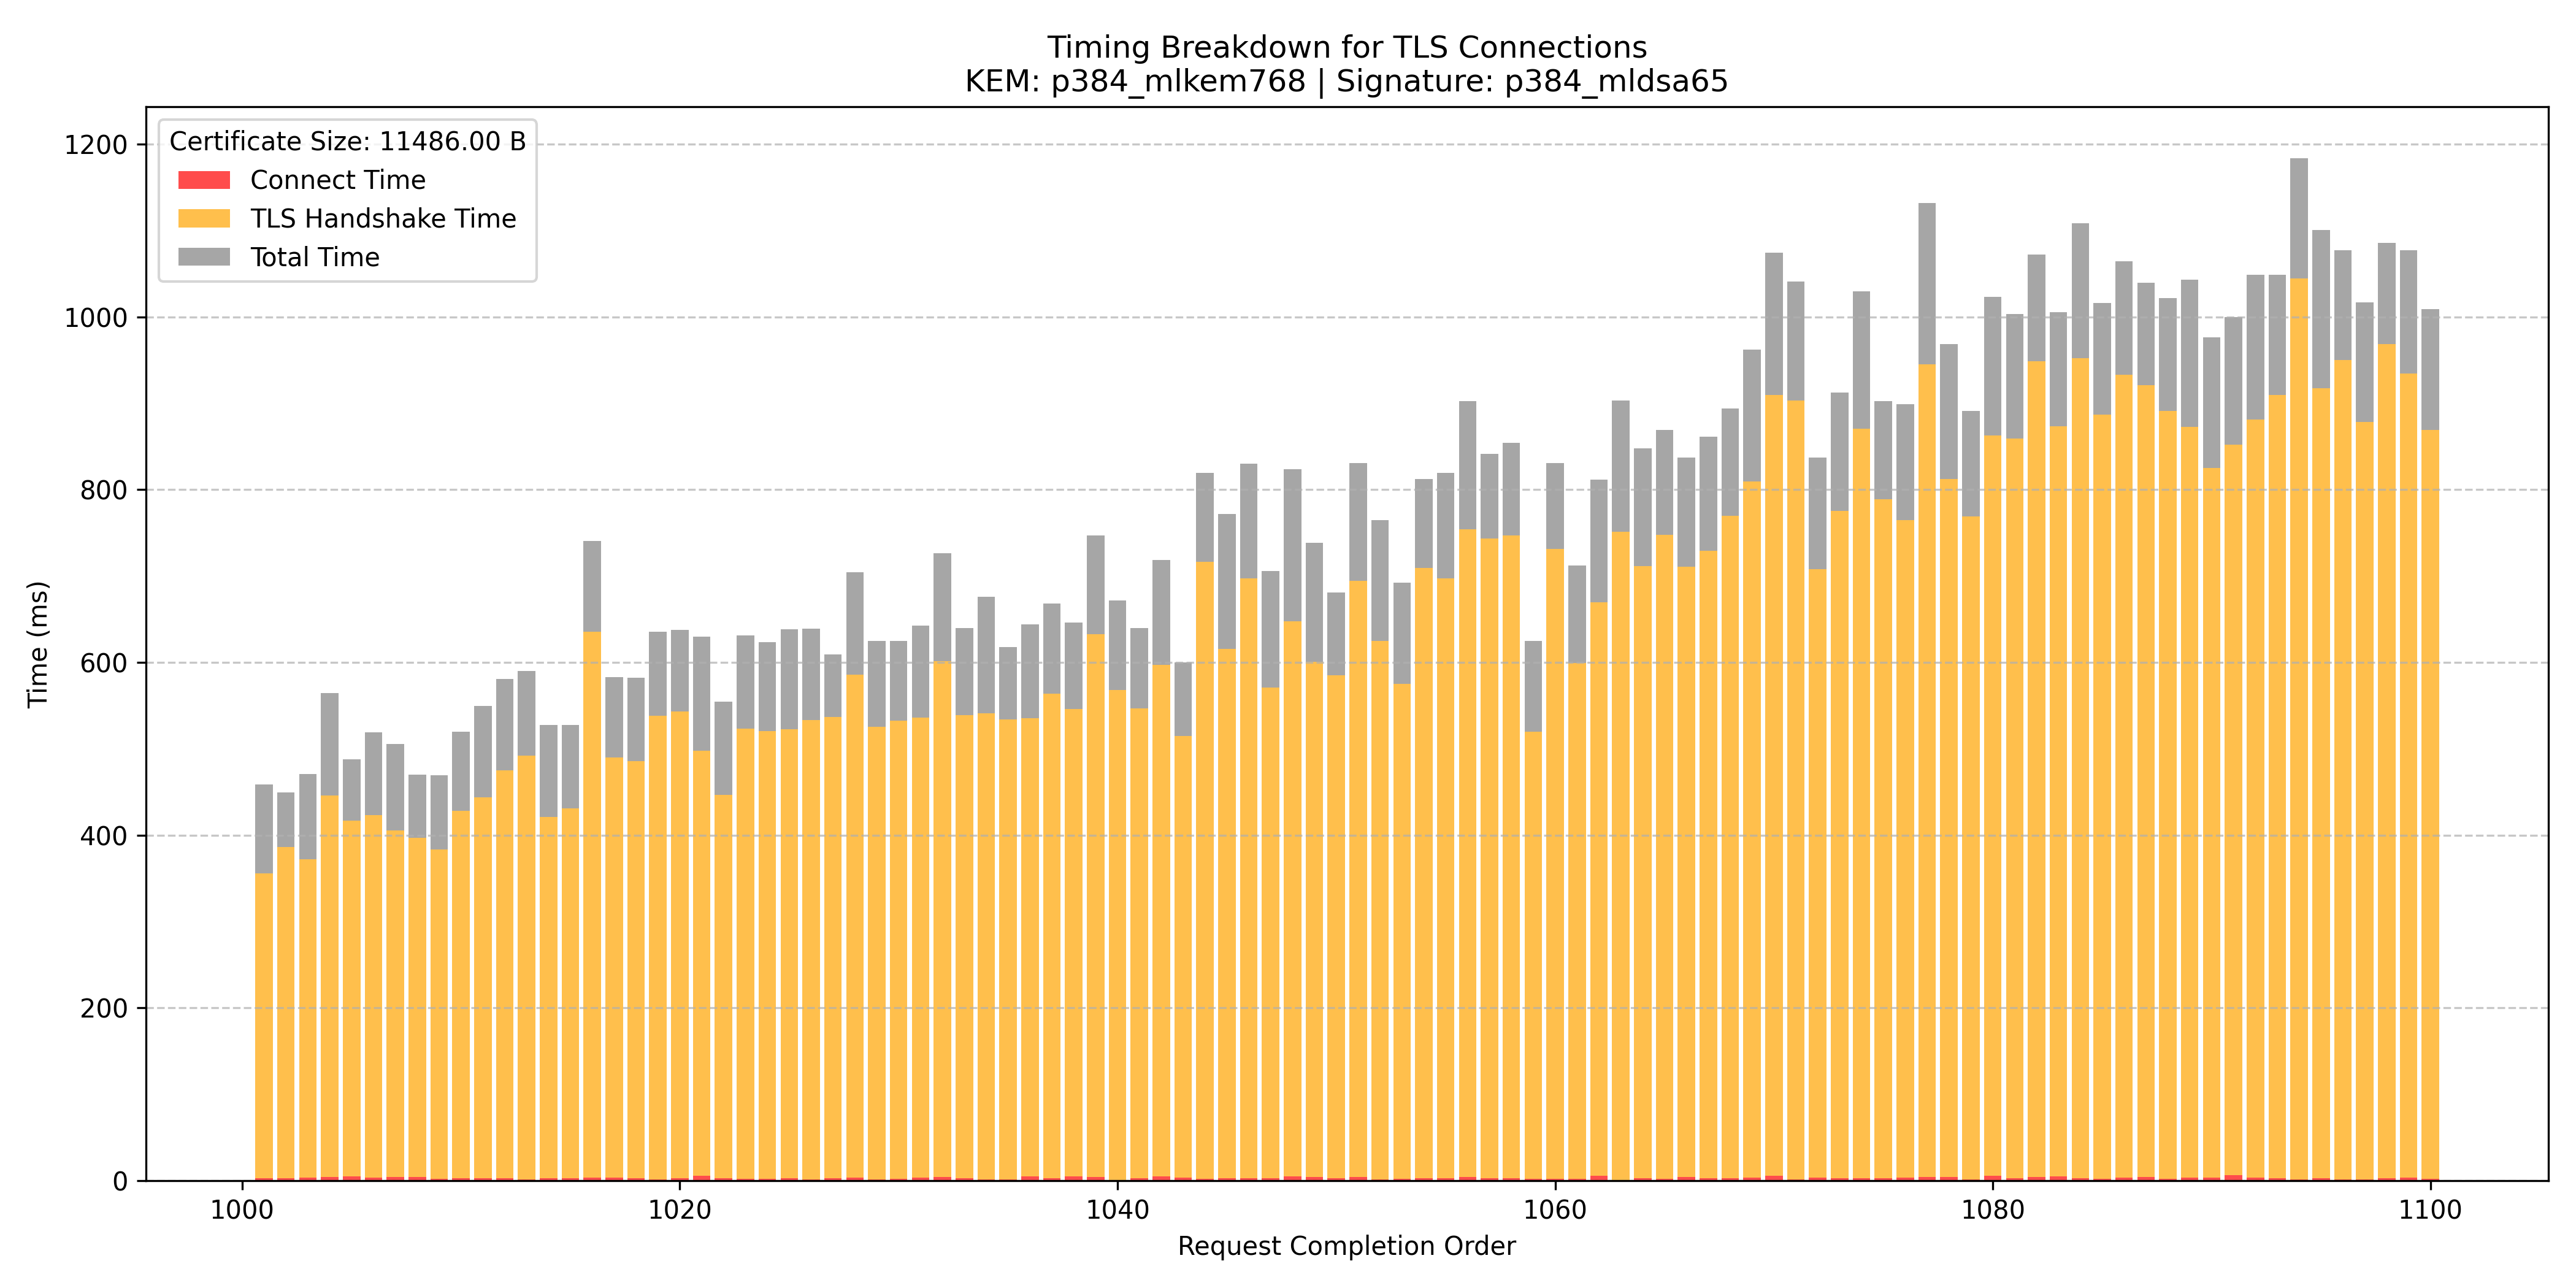 Timing Breakdown for TLS Connections
KEM: p384_mlkem768 | Signature: p384_mldsa65
Certificate Size: 11486.00 B
Connect Time
TLS Handshake Time
Total Time
Time (ms)
1200
1000
800
600
400
200
0
1000
1020
1040
1060
1080
1100
Request Completion Order